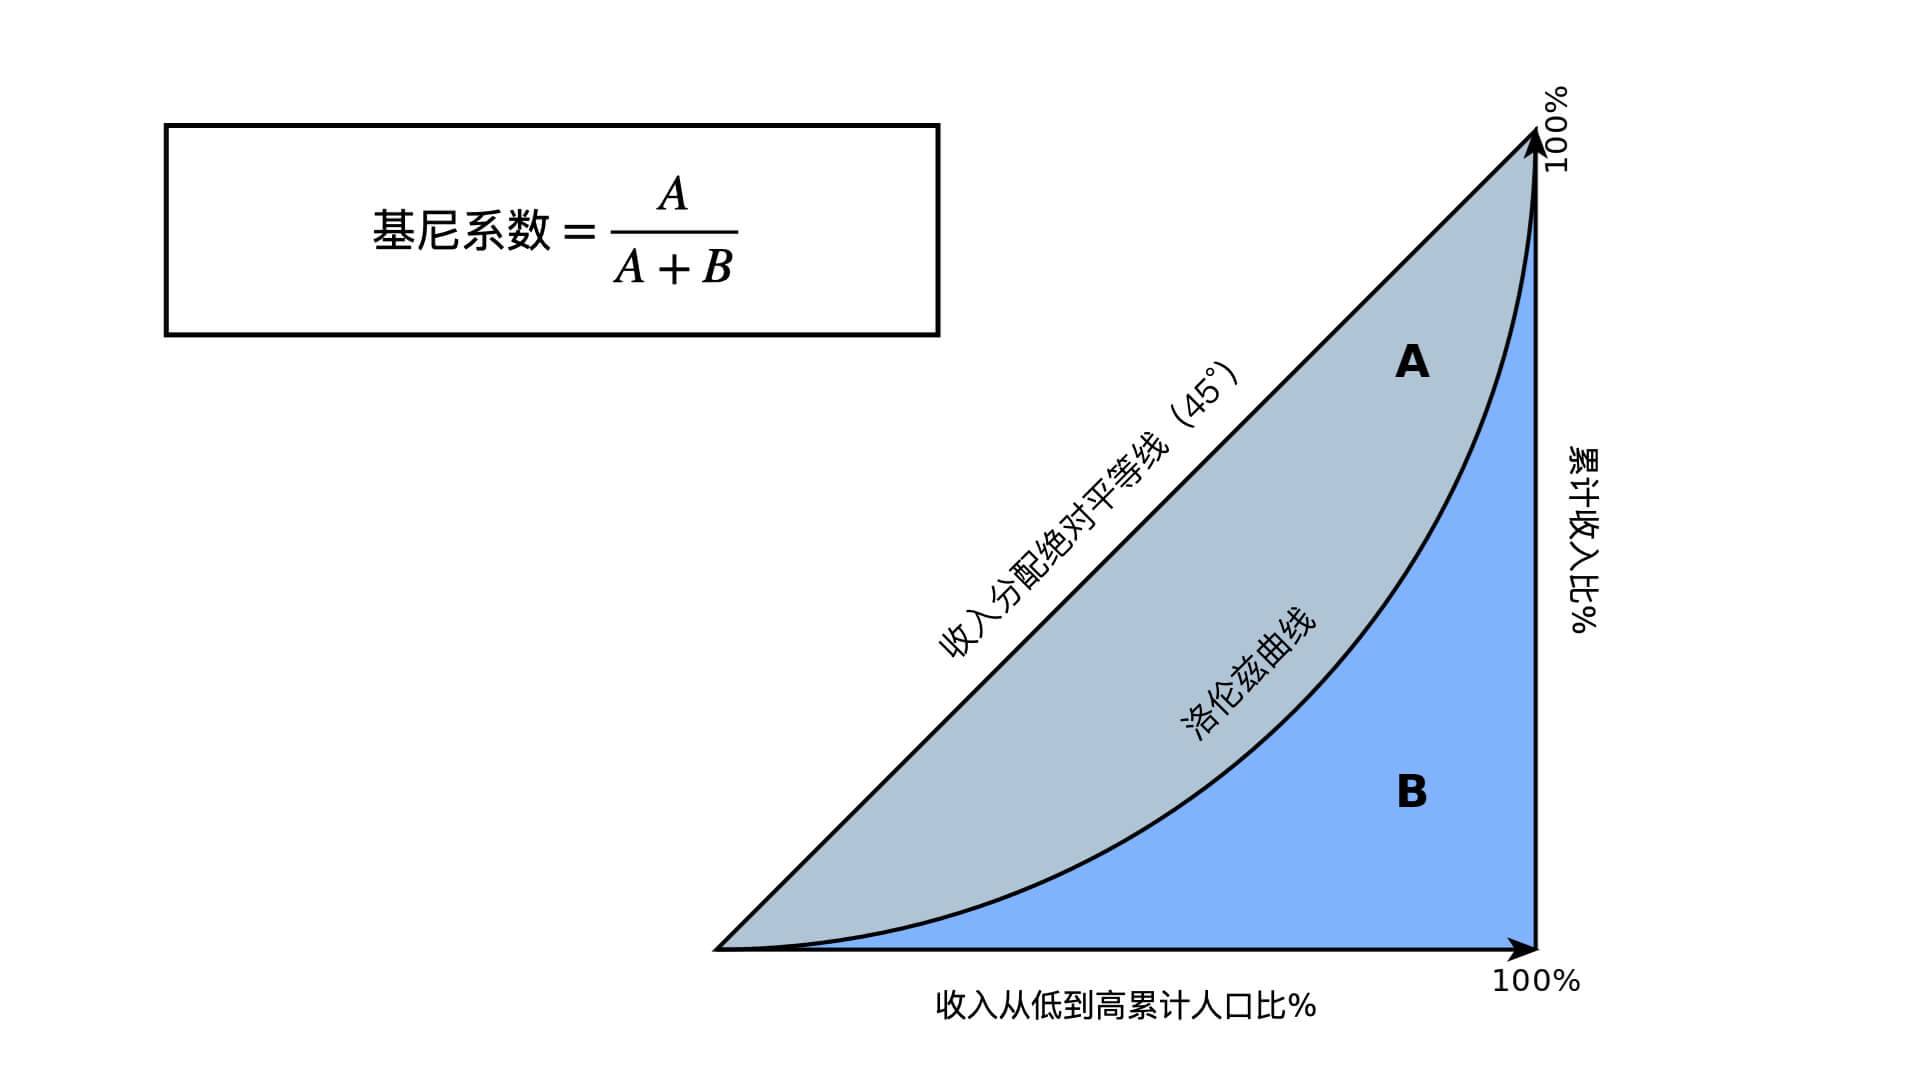 基尼系数 = A / (A + B)
100%
A
收入分配绝对平等线（45°）
累计收入比%
洛伦兹曲线
B
100%
收入从低到高累计人口比%